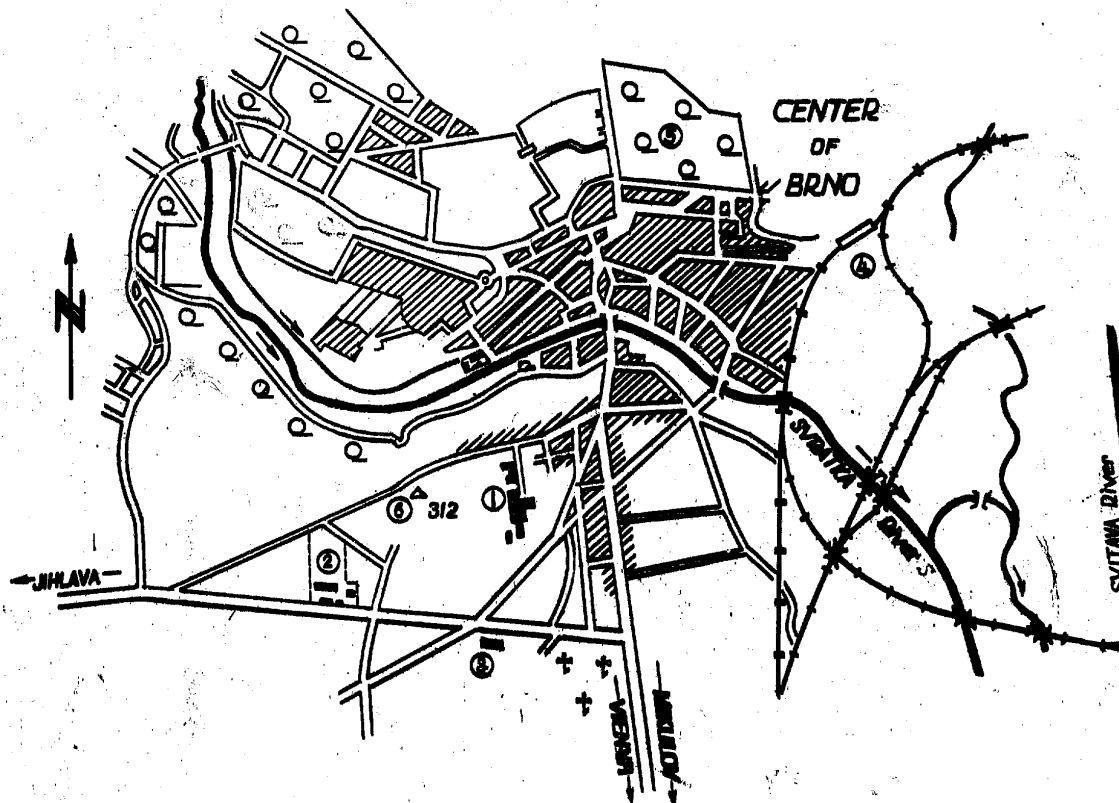 CENTER
OF
BRNO
5
4
N
SVRATKA River
SVITAVA River
6
312
1
2
JIHLAVA
3
VIENNA
MIKULOV